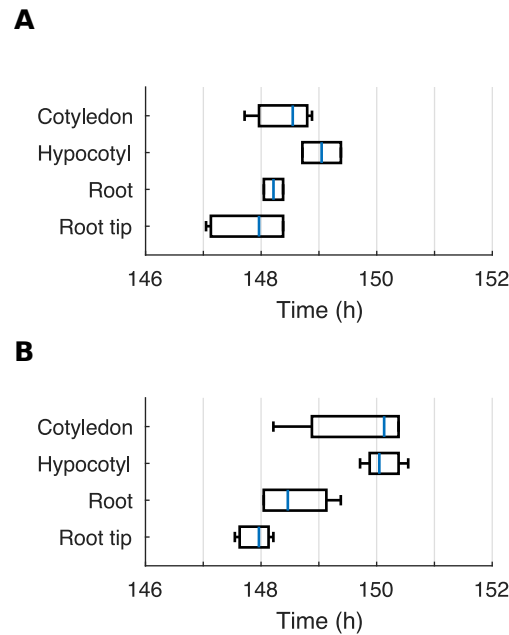 A
Cotyledon
Hypocotyl
Root
Root tip
146 148 150 152
Time (h)
B
Cotyledon
Hypocotyl
Root
Root tip
146 148 150 152
Time (h)